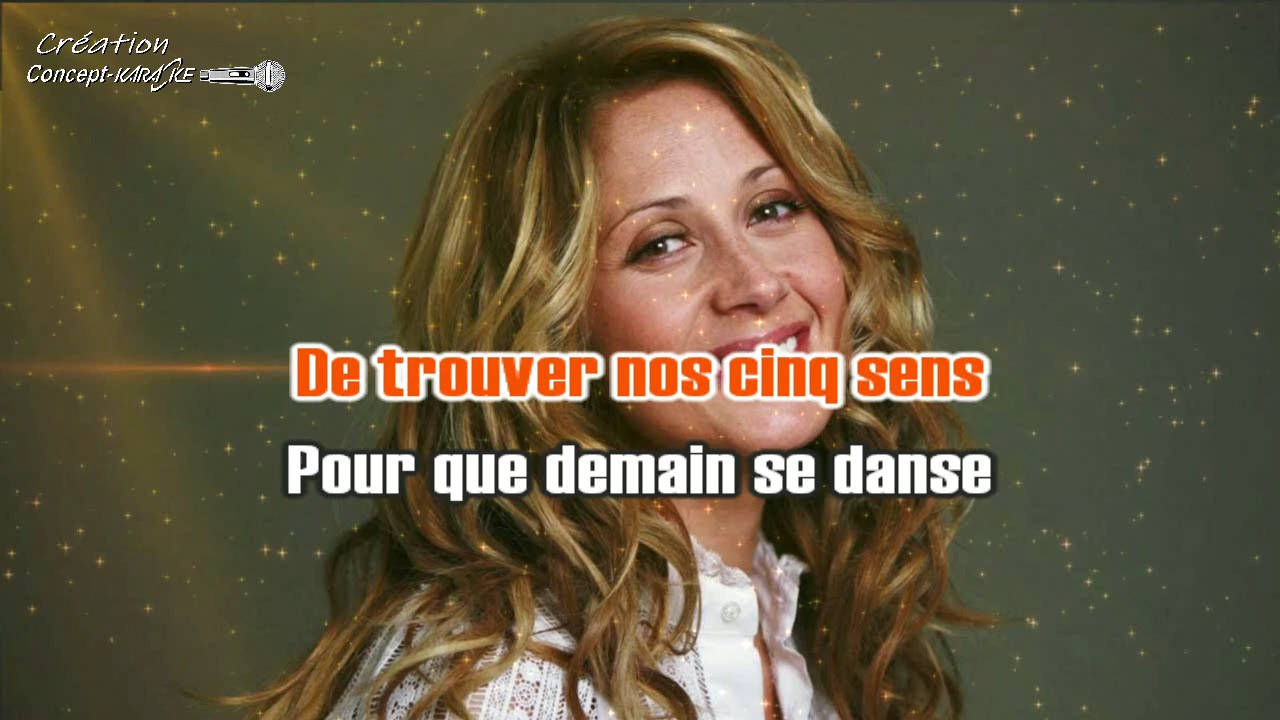 Création
Concept-KARAOKE
De trouver nos cinq sens
Pour que demain se danse